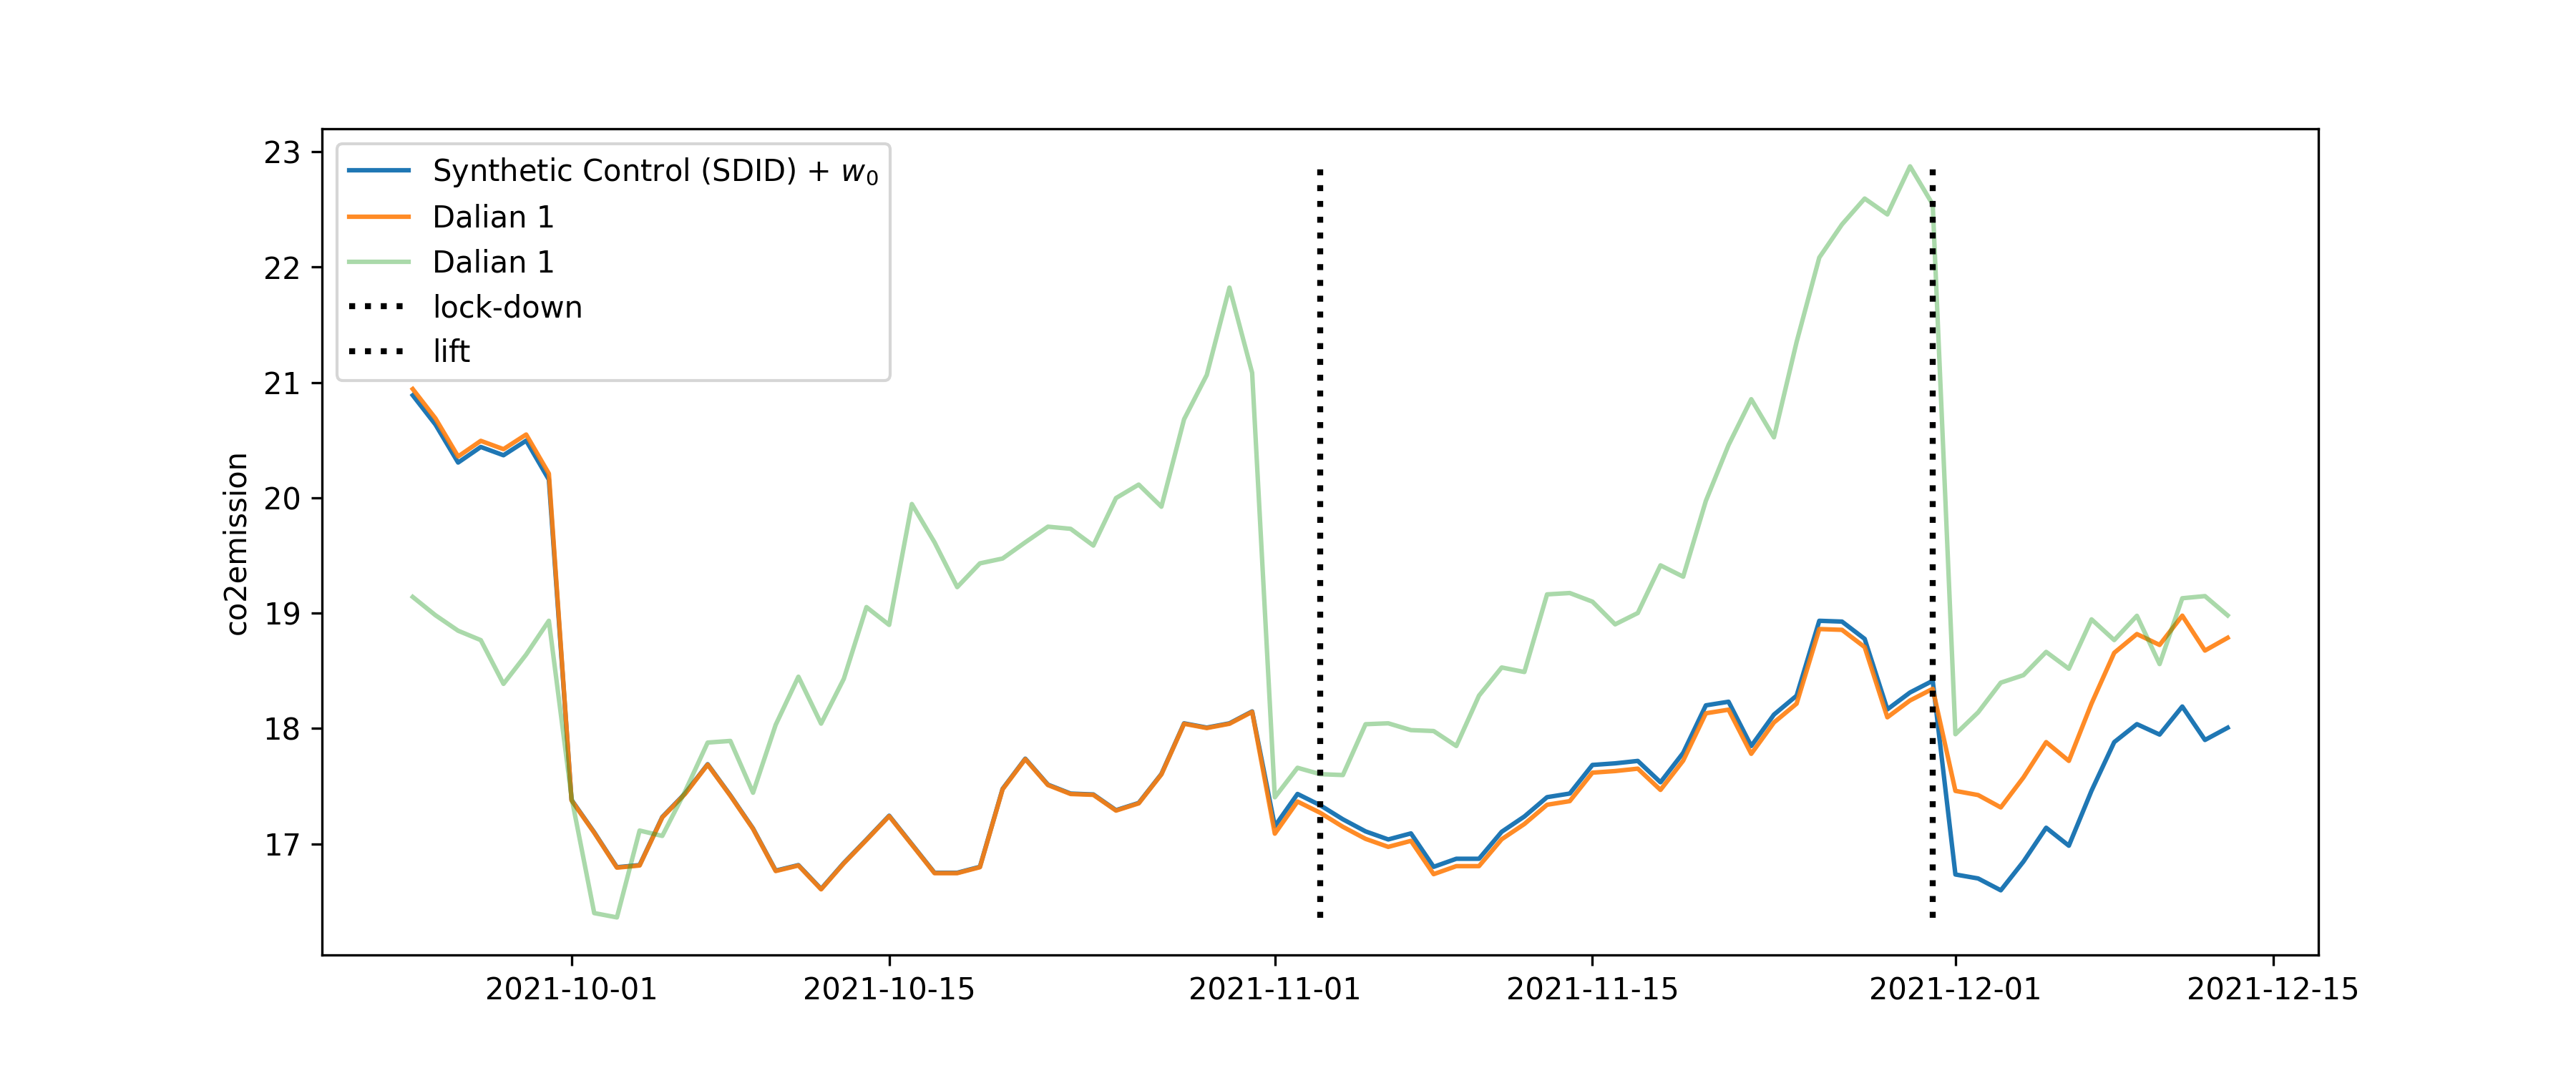 23
22
21
20
19
18
17
co2emission
Synthetic Control (SDID) + w₀
Dalian 1
Dalian 1
lock-down
lift
2021-10-01
2021-10-15
2021-11-01
2021-11-15
2021-12-01
2021-12-15